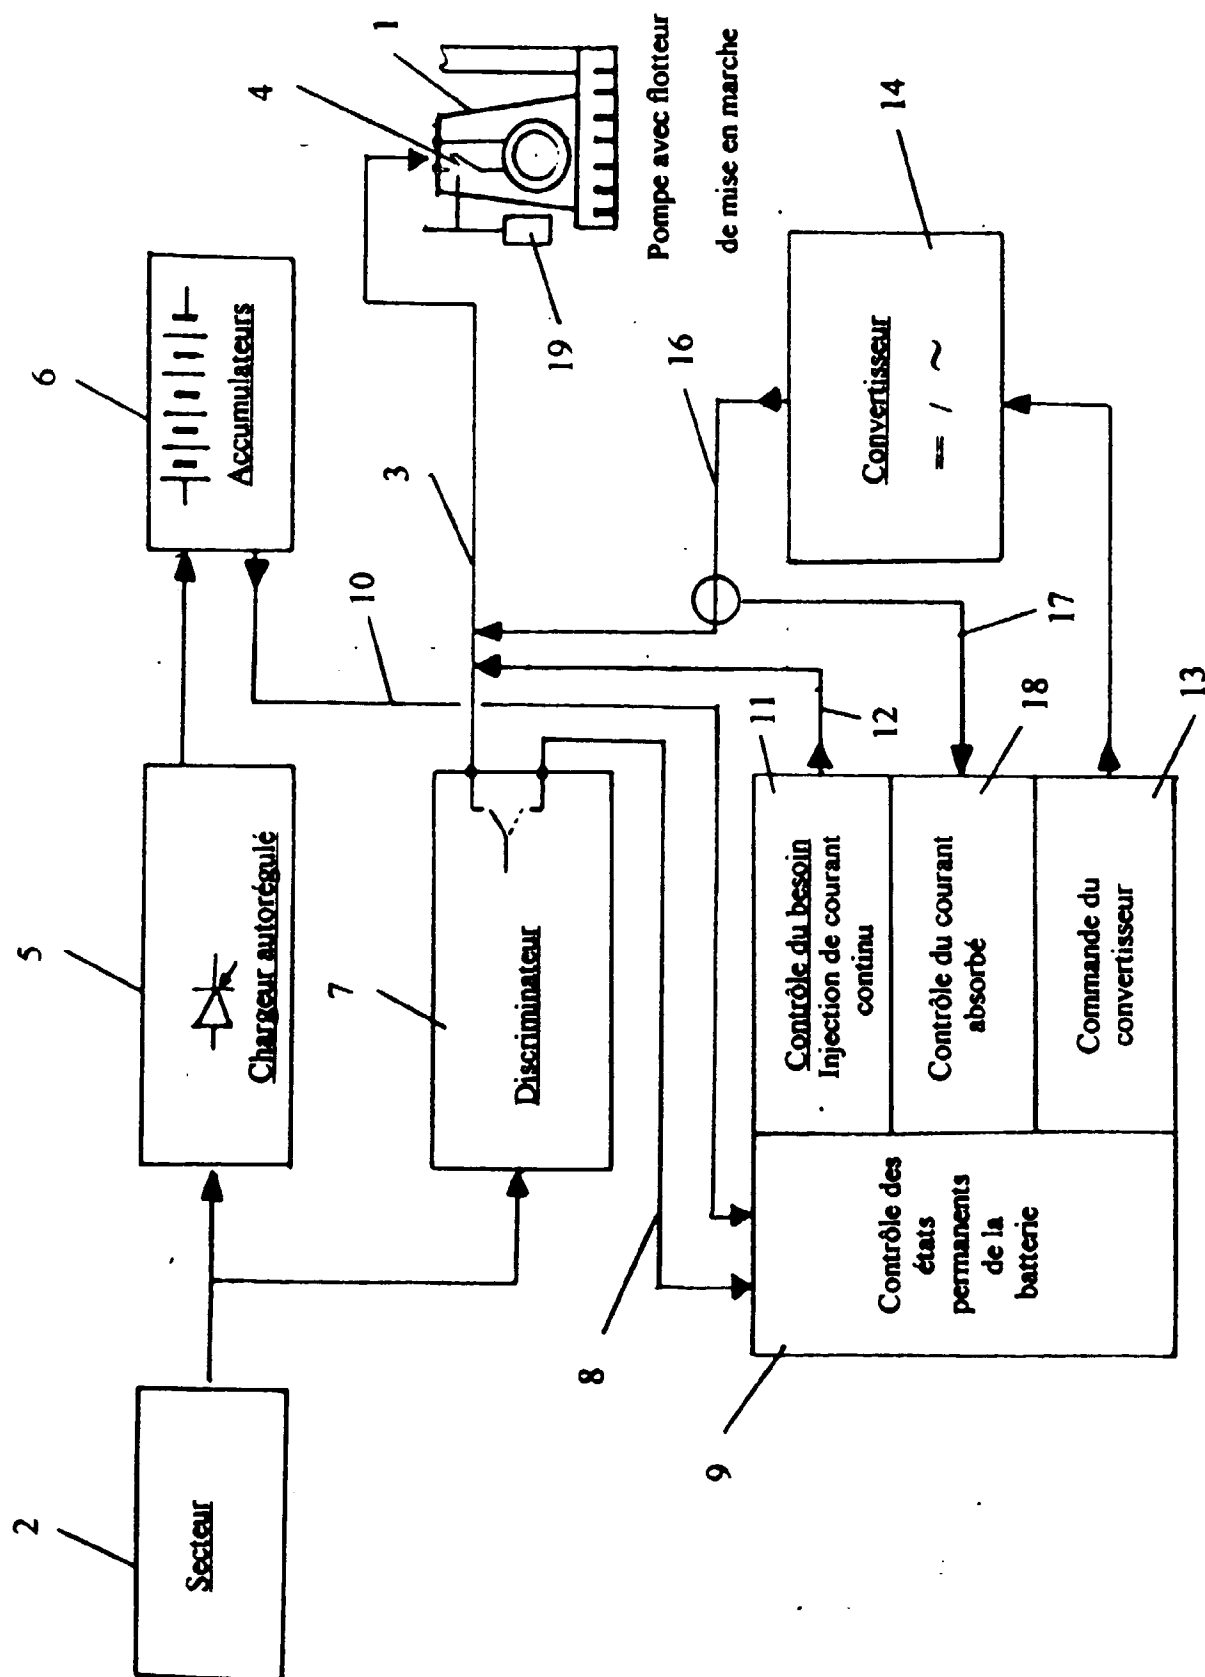 2
Secteur
5
Chargeur autorégulé
6
Accumulateurs
7
Discriminateur
8
10
3
4
1
19
Pompe avec flotteur
de mise en marche
9
Contrôle des
états
permanents
de la
batterie
11
Contrôle du besoin
Injection de courant
continu
12
Contrôle du courant
absorbé
18
17
Commande du
convertisseur
13
16
14
Convertisseur
== / ~